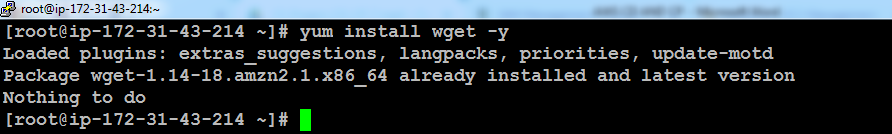 root@ip-172-31-43-214:~
[root@ip-172-31-43-214 ~]# yum install wget -y
Loaded plugins: extras_suggestions, langpacks, priorities, update-motd
Package wget-1.14-18.amzn2.1.x86_64 already installed and latest version
Nothing to do
[root@ip-172-31-43-214 ~]#